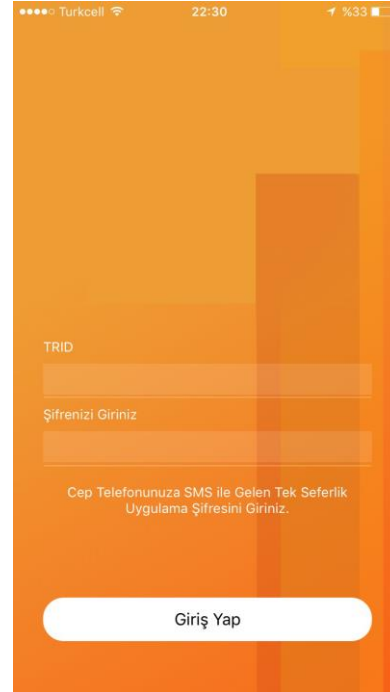 Turkcell 22:30 %33
TRID
Şifrenizi Giriniz
Cep Telefonunuza SMS ile Gelen Tek Seferlik
Uygulama Şifresini Giriniz.
Giriş Yap